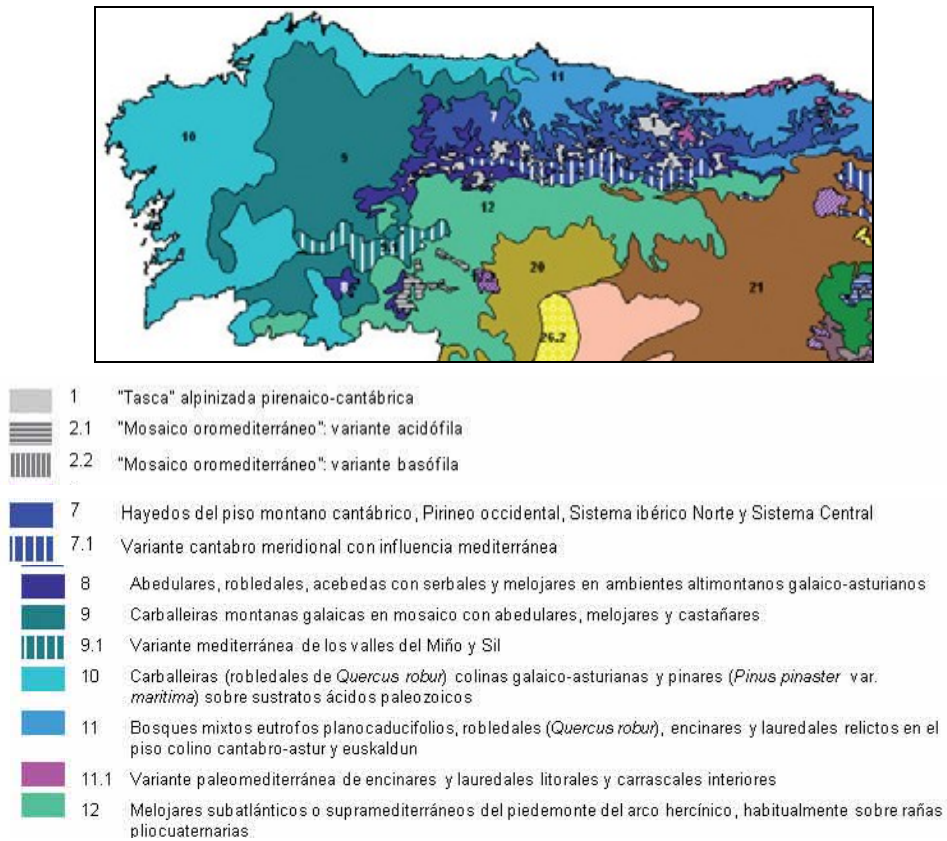 11
7
1
10
9
12
9.1
20
8
21
26.2
1 "Tasca" alpinizada pirenaico-cantábrica
2.1 "Mosaico oromediterráneo": variante acidófila
2.2 "Mosaico oromediterráneo": variante basófila
7 Hayedos del piso montano cantábrico, Pirineo occidental, Sistema ibérico Norte y Sistema Central
7.1 Variante cantabro meridional con influencia mediterránea
8 Abedulares, robledales, acebedas con serbales y melojares en ambientes altimontanos galaico-asturianos
9 Carballeiras montanas galaicas en mosaico con abedulares, melojares y castañares
9.1 Variante mediterránea de los valles del Miño y Sil
10 Carballeiras (robledales de Quercus robur) colinas galaico-asturianas y pinares (Pinus pinaster var.
maritima) sobre sustratos ácidos paleozoicos
11 Bosques mixtos eutrofos planocaducifolios, robledales (Quercus robur), encinares y lauredales relictos en el
piso colino cantabro-astur y euskaldun
11.1 Variante paleomediterránea de encinares y lauredales litorales y carrascales interiores
12 Melojares subatlánticos o supramediterráneos del piedemonte del arco hercínico, habitualmente sobre rañas
pliocuaternarias